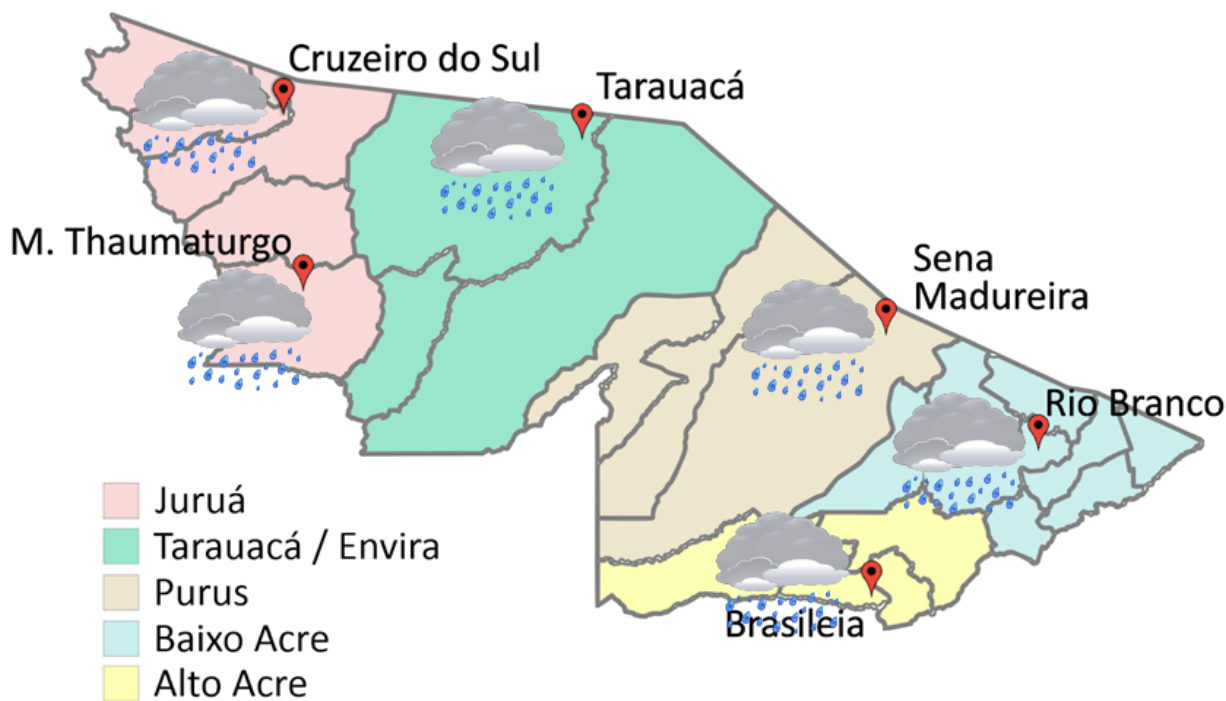 Cruzeiro do Sul
Tarauacá
M. Thaumaturgo
Sena
Madureira
Rio Branco
Brasileia
Juruá
Tarauacá / Envira
Purus
Baixo Acre
Alto Acre